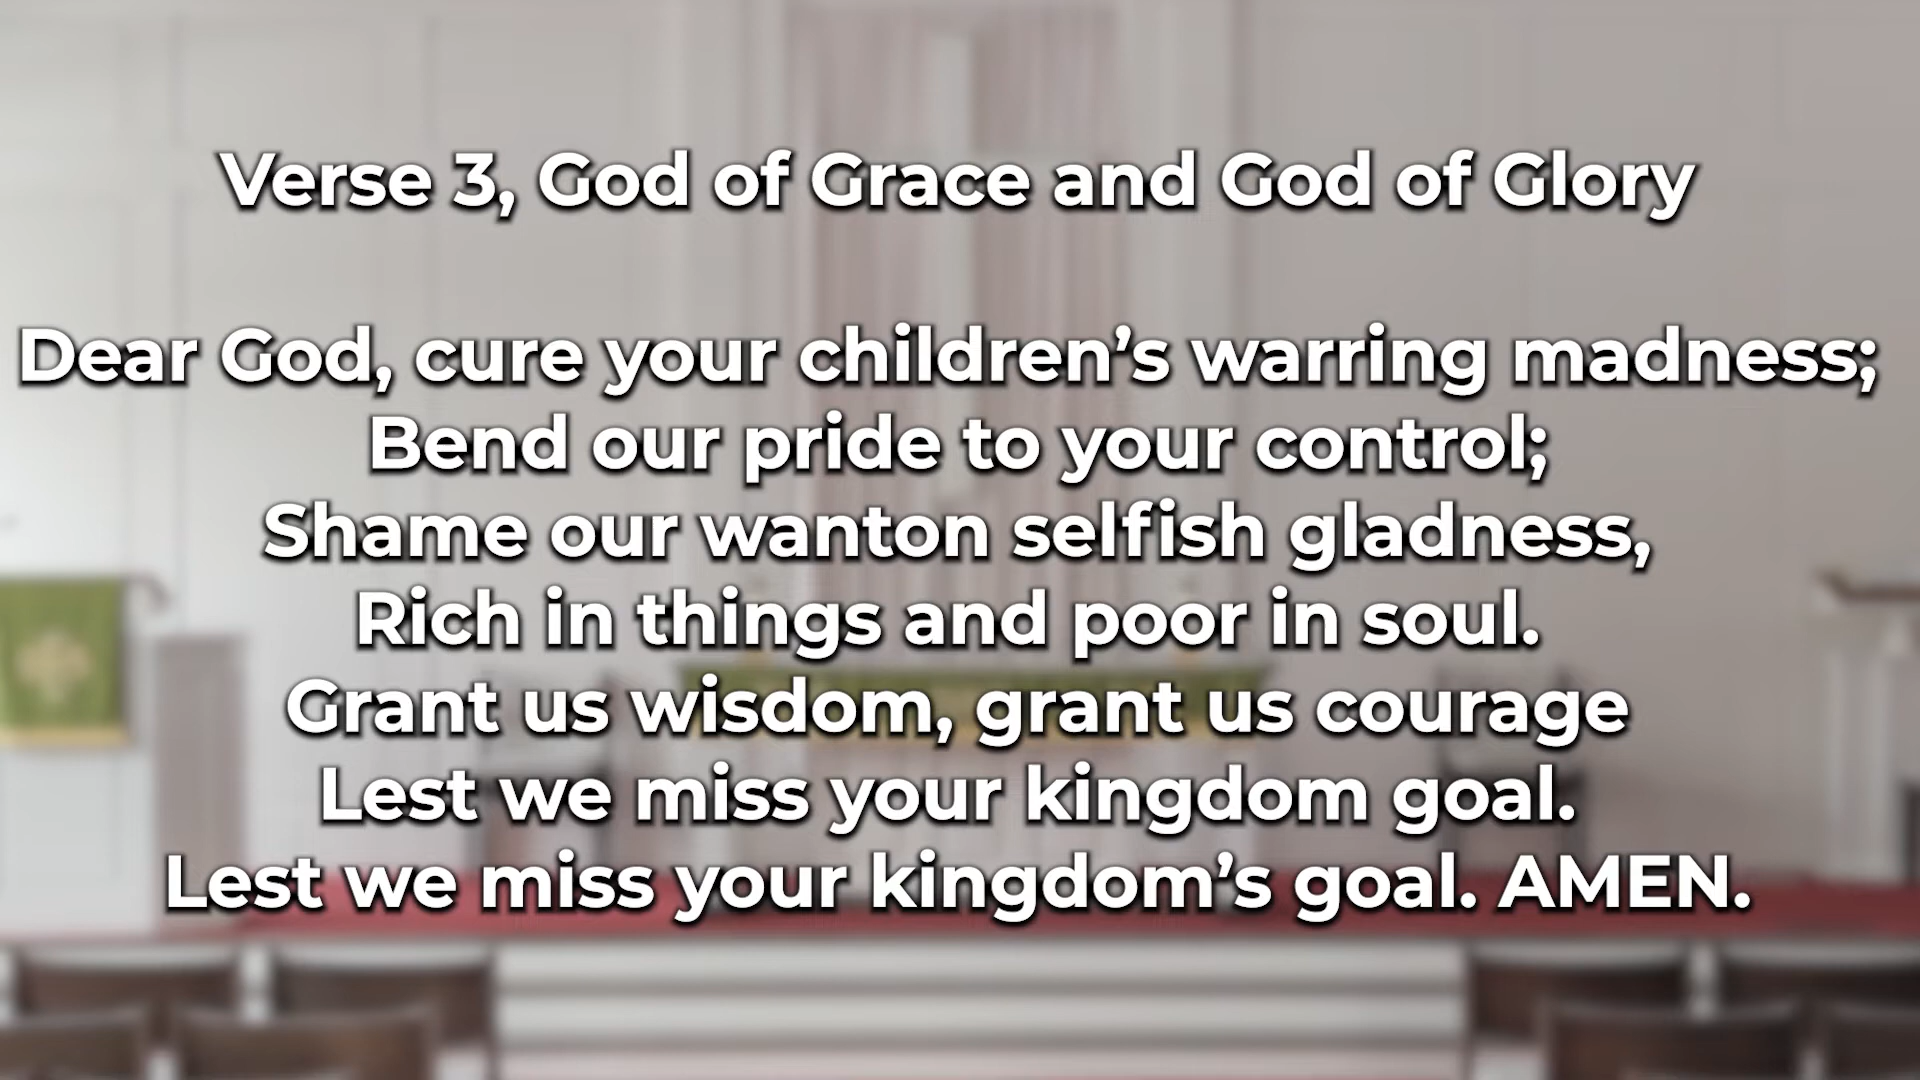 Verse 3, God of Grace and God of Glory
Dear God, cure your children’s warring madness;
Bend our pride to your control;
Shame our wanton selfish gladness,
Rich in things and poor in soul.
Grant us wisdom, grant us courage
Lest we miss your kingdom goal.
Lest we miss your kingdom’s goal. AMEN.